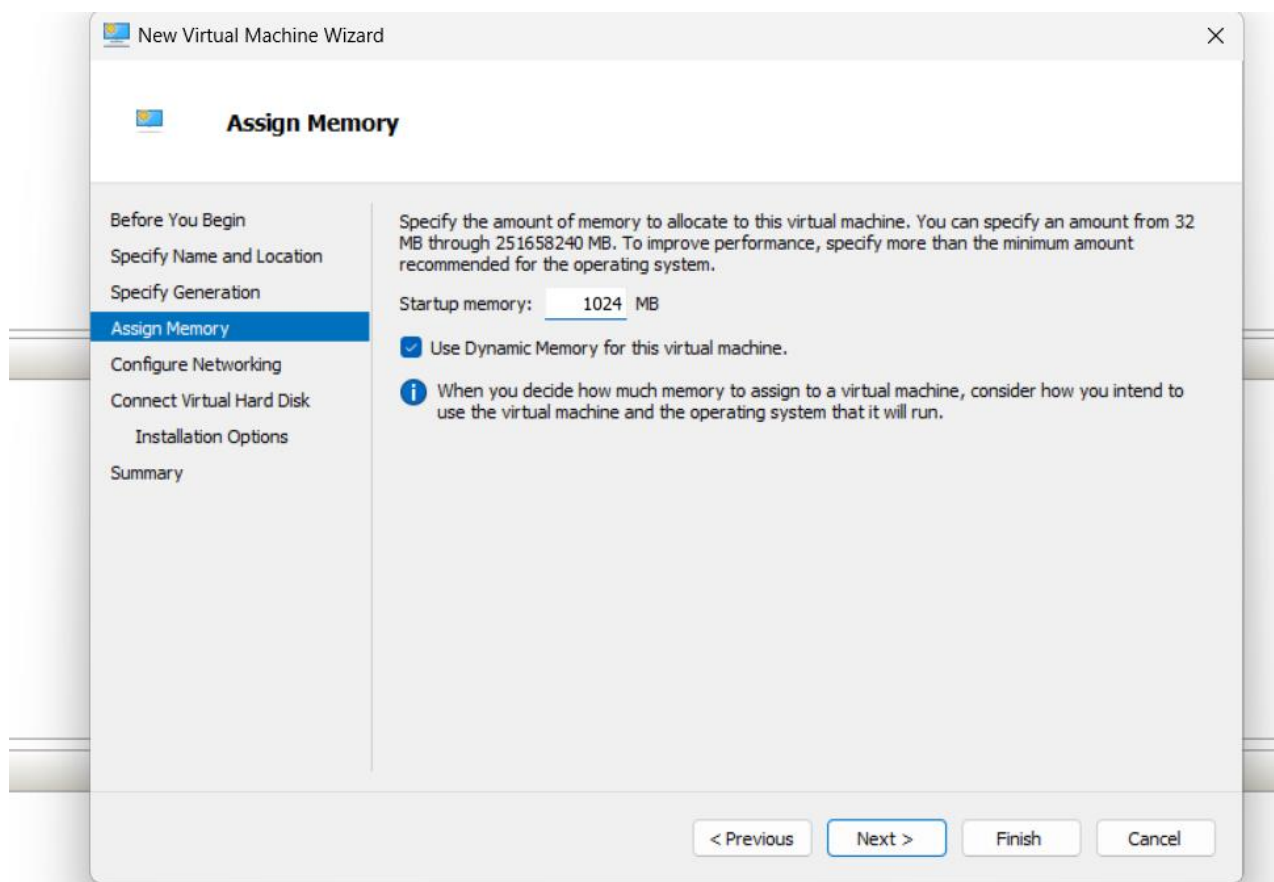 New Virtual Machine Wizard
Assign Memory
Before You Begin
Specify Name and Location
Specify Generation
Assign Memory
Configure Networking
Connect Virtual Hard Disk
Installation Options
Summary
Specify the amount of memory to allocate to this virtual machine. You can specify an amount from 32
MB through 251658240 MB. To improve performance, specify more than the minimum amount
recommended for the operating system.
Startup memory: 1024 MB
Use Dynamic Memory for this virtual machine.
When you decide how much memory to assign to a virtual machine, consider how you intend to
use the virtual machine and the operating system that it will run.
< Previous Next > Finish Cancel